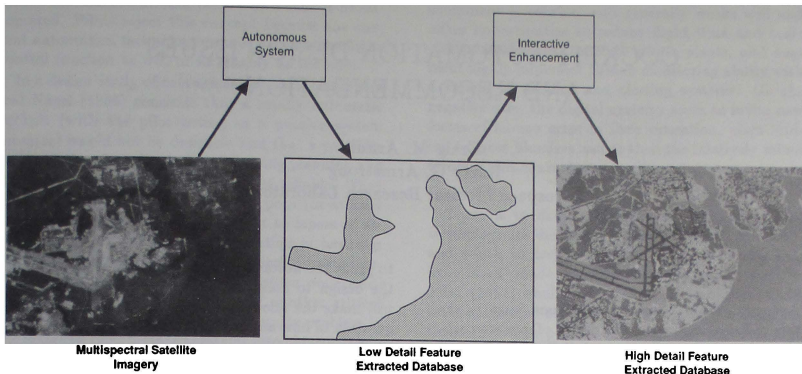 Autonomous
System
Interactive
Enhancement
Multispectral Satellite
Imagery
Low Detail Feature
Extracted Database
High Detail Feature
Extracted Database